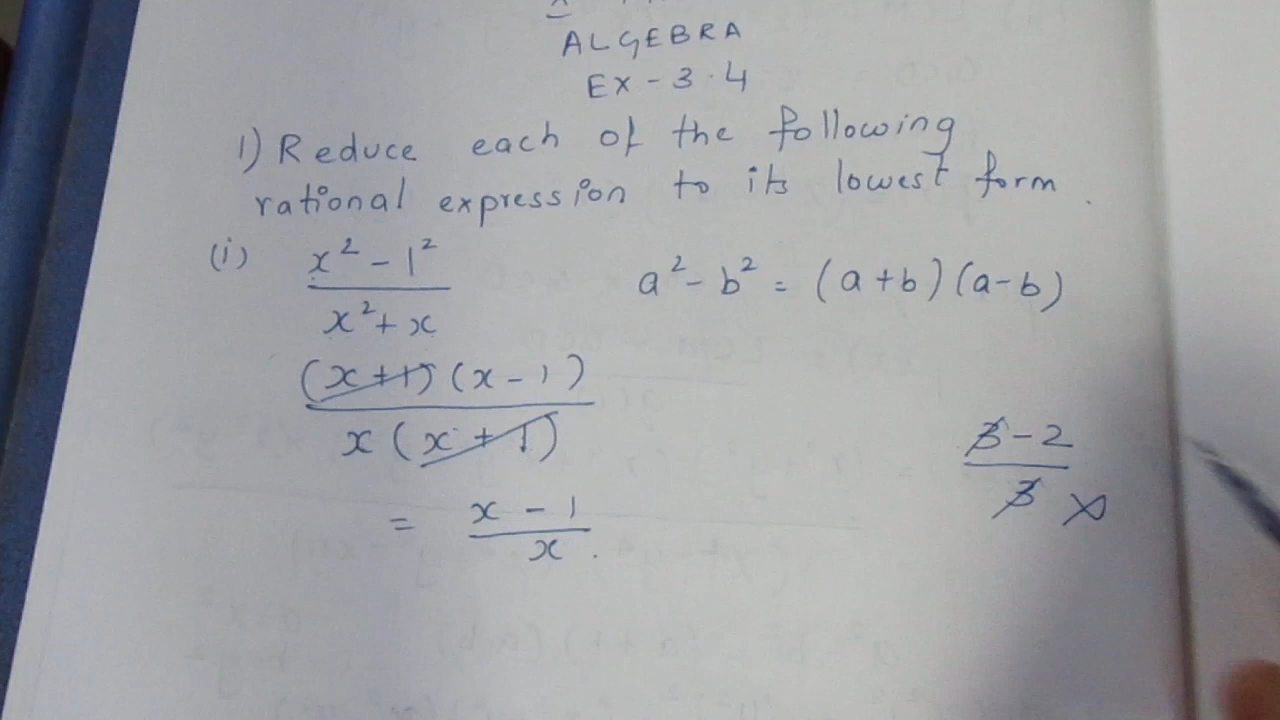 ALGEBRA
EX - 3.4
1) Reduce each of the following
rational expression to its lowest form.
(i) x² - 1² / x² + x
a² - b² = (a+b)(a-b)
(x+1)(x-1) / x(x+1)
3-2 / 3 ×
= x - 1 / x.